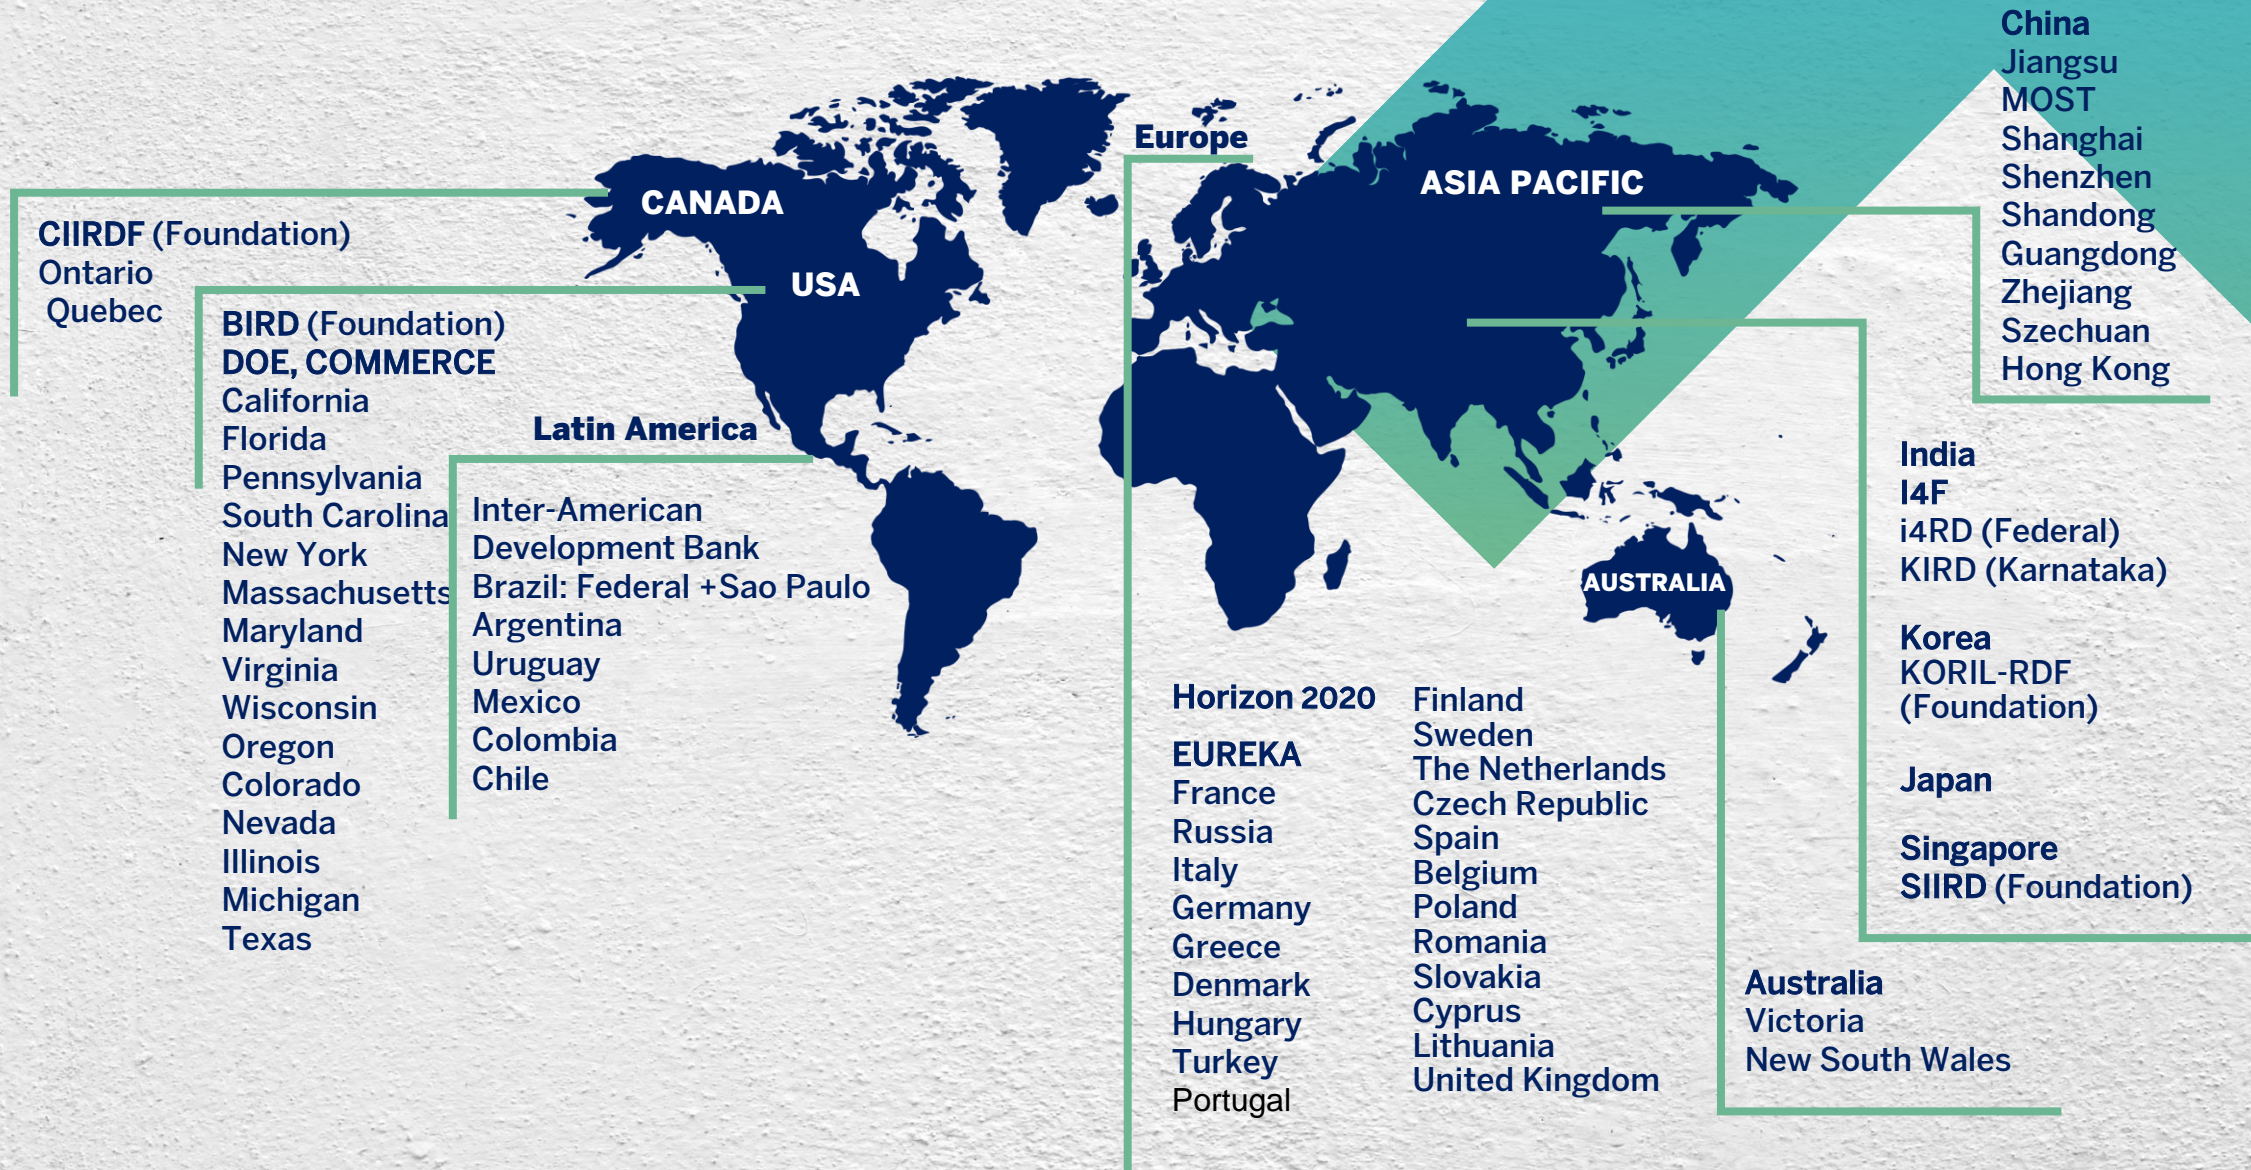 CANADA
CIIRDF (Foundation)
Ontario
Quebec
USA
BIRD (Foundation)
DOE, COMMERCE
California
Florida
Pennsylvania
South Carolina
New York
Massachusetts
Maryland
Virginia
Wisconsin
Oregon
Colorado
Nevada
Illinois
Michigan
Texas
Latin America
Inter-American
Development Bank
Brazil: Federal +Sao Paulo
Argentina
Uruguay
Mexico
Colombia
Chile
Europe
Horizon 2020
EUREKA
France
Russia
Italy
Germany
Greece
Denmark
Hungary
Turkey
Portugal
Finland
Sweden
The Netherlands
Czech Republic
Spain
Belgium
Poland
Romania
Slovakia
Cyprus
Lithuania
United Kingdom
ASIA PACIFIC
China
Jiangsu
MOST
Shanghai
Shenzhen
Shandong
Guangdong
Zhejiang
Szechuan
Hong Kong
India
I4F
i4RD (Federal)
KIRD (Karnataka)
Korea
KORIL-RDF
(Foundation)
Japan
Singapore
SIIRD (Foundation)
AUSTRALIA
Australia
Victoria
New South Wales